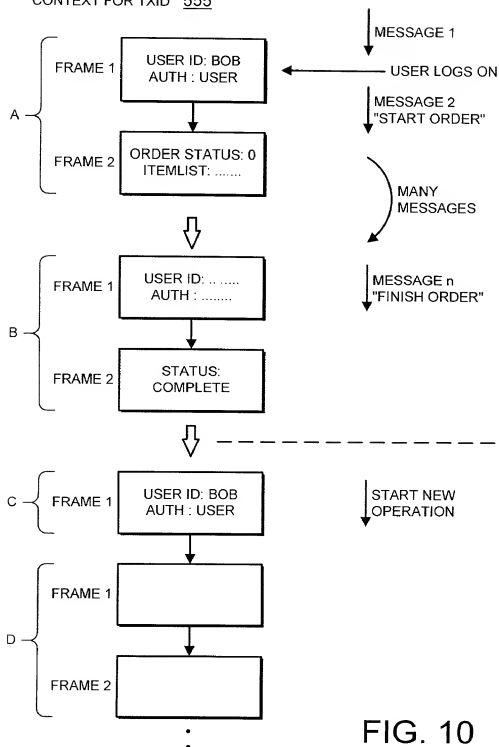 CONTEXT FOR TXID 555
MESSAGE 1
FRAME 1
USER ID: BOB
AUTH : USER
USER LOGS ON
A
MESSAGE 2
"START ORDER"
FRAME 2
ORDER STATUS: 0
ITEMLIST: .......
MANY
MESSAGES
FRAME 1
USER ID: .. .....
AUTH : ........
MESSAGE n
"FINISH ORDER"
B
FRAME 2
STATUS:
COMPLETE
C
FRAME 1
USER ID: BOB
AUTH : USER
START NEW
OPERATION
FRAME 1
D
FRAME 2
FIG. 10